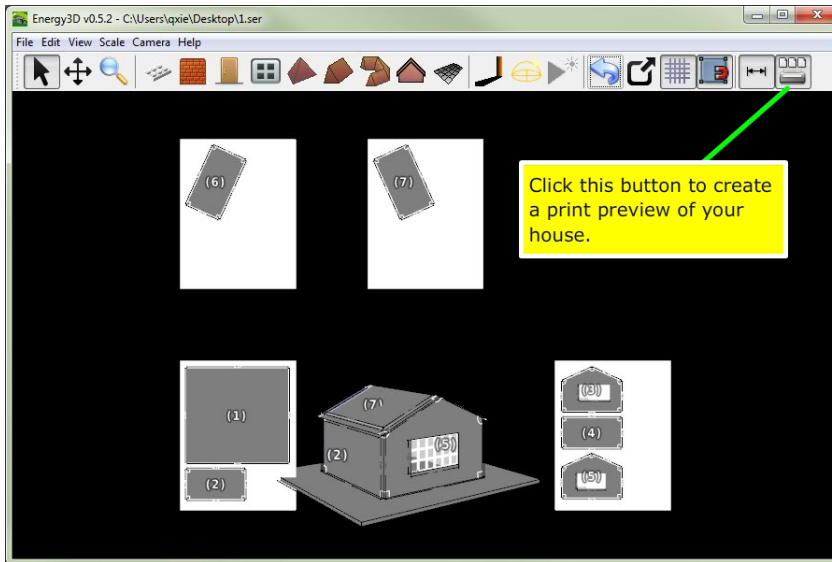 Energy3D v0.5.2 - C:\Users\qxie\Desktop\1.ser
File Edit View Scale Camera Help
Click this button to create
a print preview of your
house.
(6)
(7)
(1)
(2)
(7)
(2)
(5)
(3)
(4)
(5)